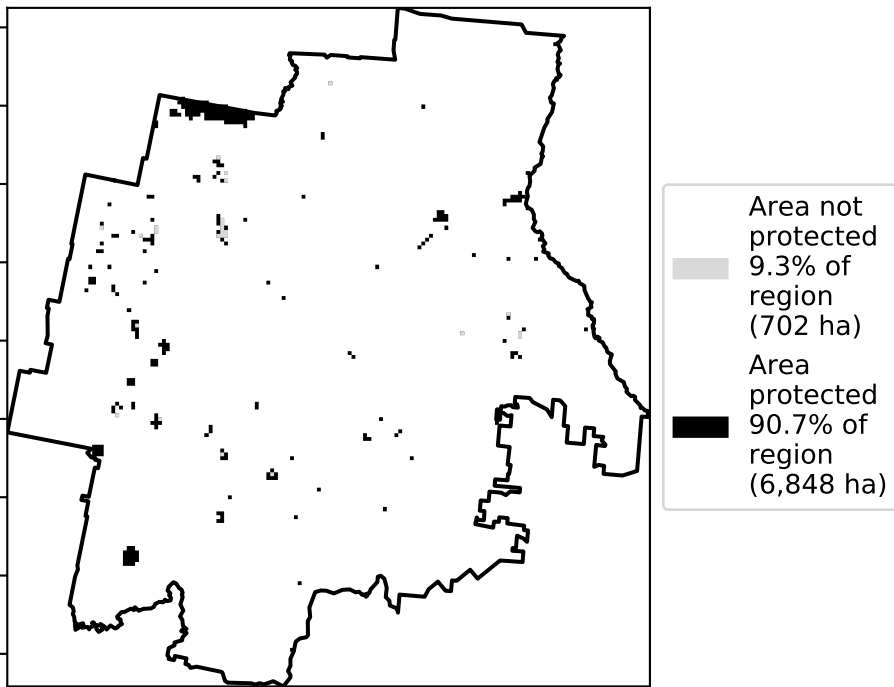 Area not
protected
9.3% of
region
(702 ha)
Area
protected
90.7% of
region
(6,848 ha)